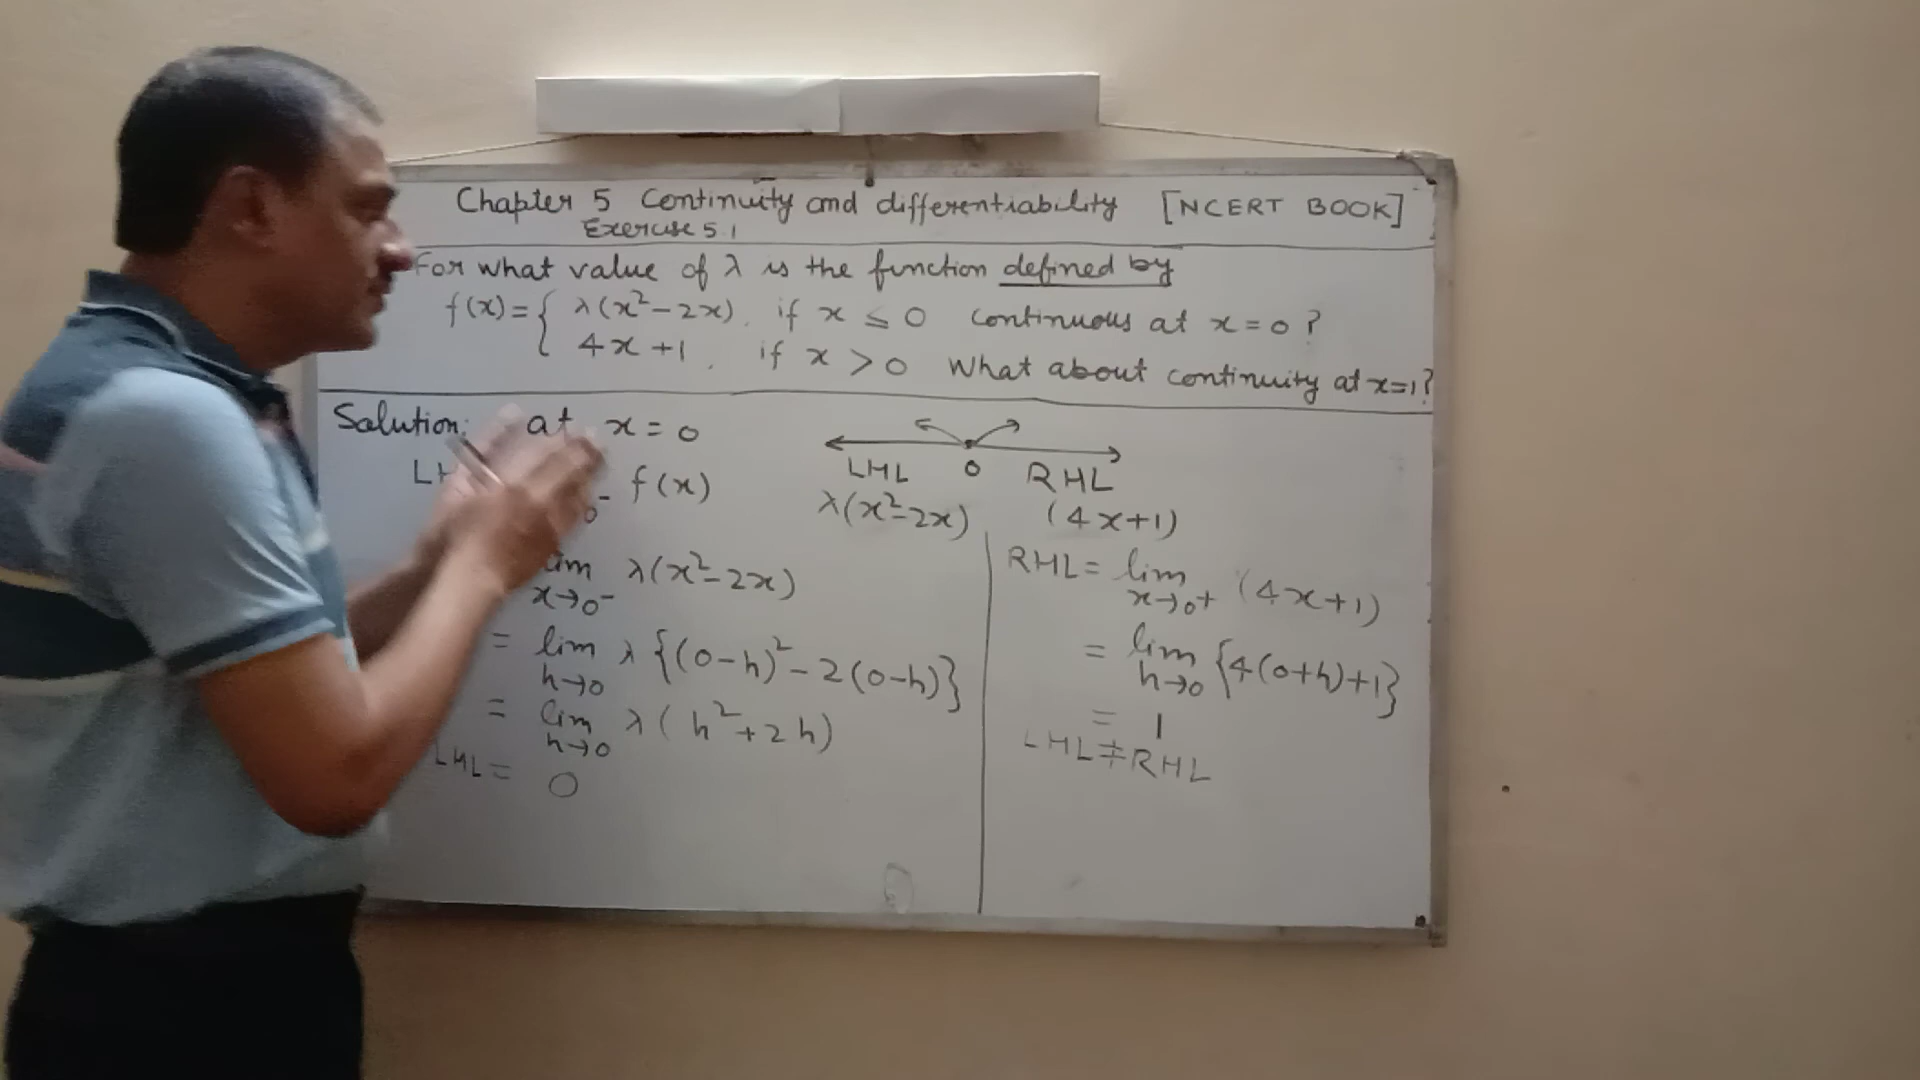 Chapter 5 Continuity and differentiability [NCERT BOOK]
Exercise 5.1
For what value of λ is the function defined by
f(x) = { λ(x²-2x), if x ≤ 0 continuous at x = 0 ?
4x+1, if x > 0 What about continuity at x=1?
Solution: at x = 0
LHL 0 RHL
f(x)
λ(x²-2x) (4x+1)
lim x→0⁻ λ(x²-2x)
= lim h→0 λ{(0-h)²-2(0-h)}
= lim h→0 λ(h²+2h)
LHL = 0
RHL = lim x→0+ (4x+1)
= lim h→0 {4(0+h)+1}
= 1
LHL≠RHL